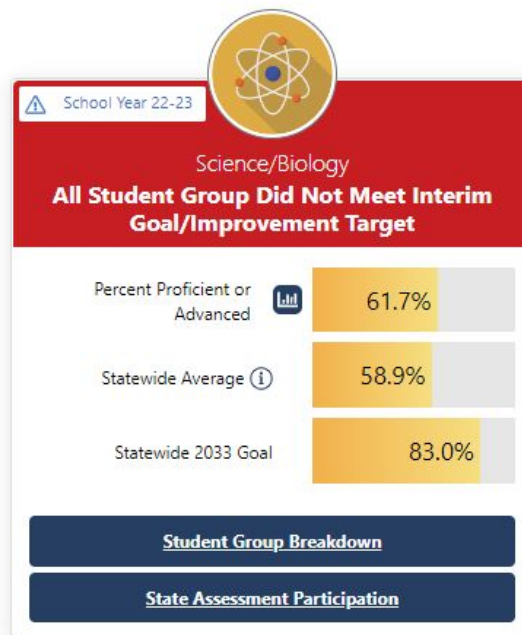 School Year 22-23
Science/Biology
All Student Group Did Not Meet Interim
Goal/Improvement Target
Percent Proficient or
Advanced
61.7%
Statewide Average
58.9%
Statewide 2033 Goal
83.0%
Student Group Breakdown
State Assessment Participation